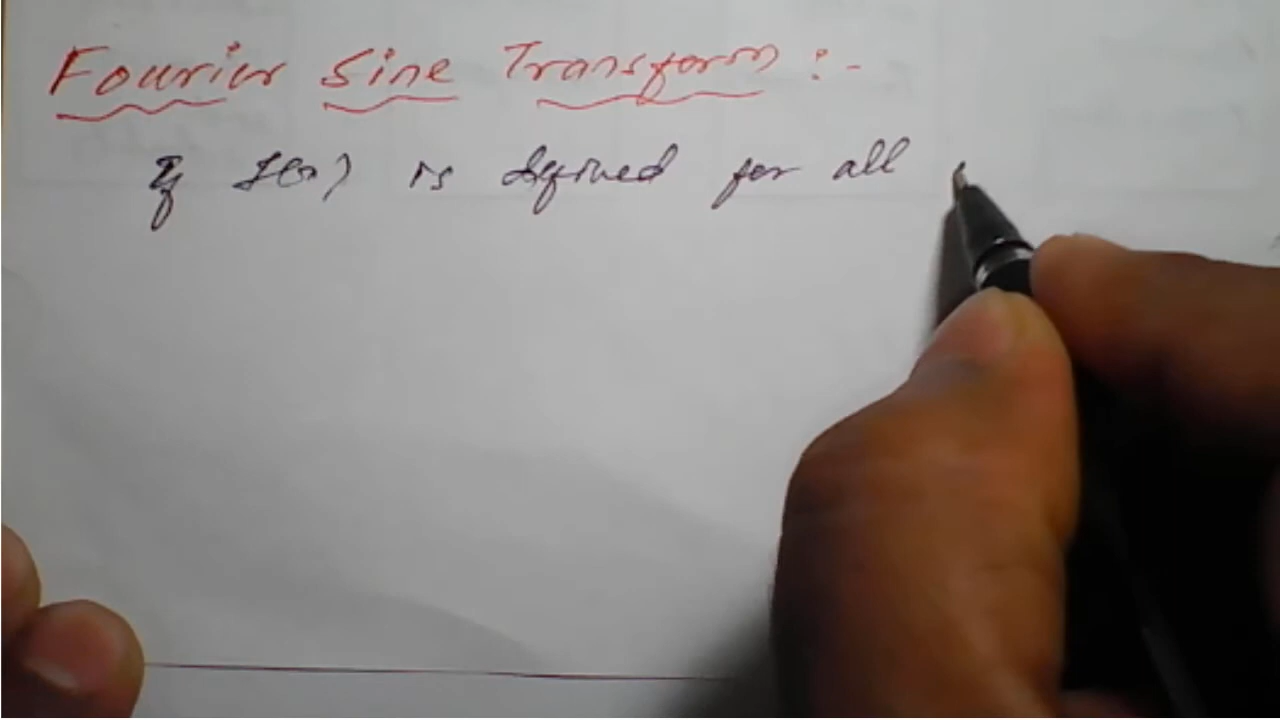 Fourier Sine Transform :-
If f(x) is defined for all